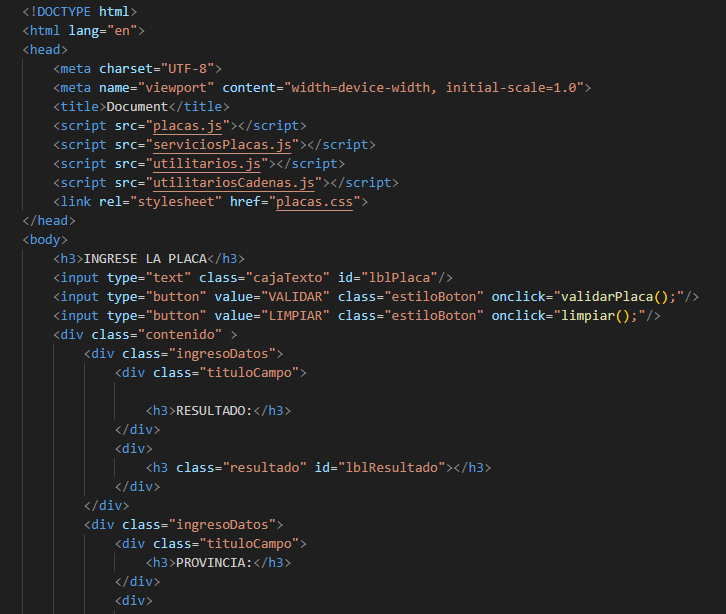 <!DOCTYPE html>
<html lang="en">
<head>
    <meta charset="UTF-8">
    <meta name="viewport" content="width=device-width, initial-scale=1.0">
    <title>Document</title>
    <script src="placas.js"></script>
    <script src="serviciosPlacas.js"></script>
    <script src="utilitarios.js"></script>
    <script src="utilitariosCadenas.js"></script>
    <link rel="stylesheet" href="placas.css">
</head>
<body>
    <h3>INGRESE LA PLACA</h3>
    <input type="text" class="cajaTexto" id="lblPlaca"/>
    <input type="button" value="VALIDAR" class="estiloBoton" onclick="validarPlaca();"/>
    <input type="button" value="LIMPIAR" class="estiloBoton" onclick="limpiar();"/>
    <div class="contenido" >
        <div class="ingresoDatos">
            <div class="tituloCampo">

                <h3>RESULTADO:</h3>
            </div>
            <div>
                <h3 class="resultado" id="lblResultado"></h3>
            </div>
        </div>
        <div class="ingresoDatos">
            <div class="tituloCampo">
                <h3>PROVINCIA:</h3>
            </div>
            <div>